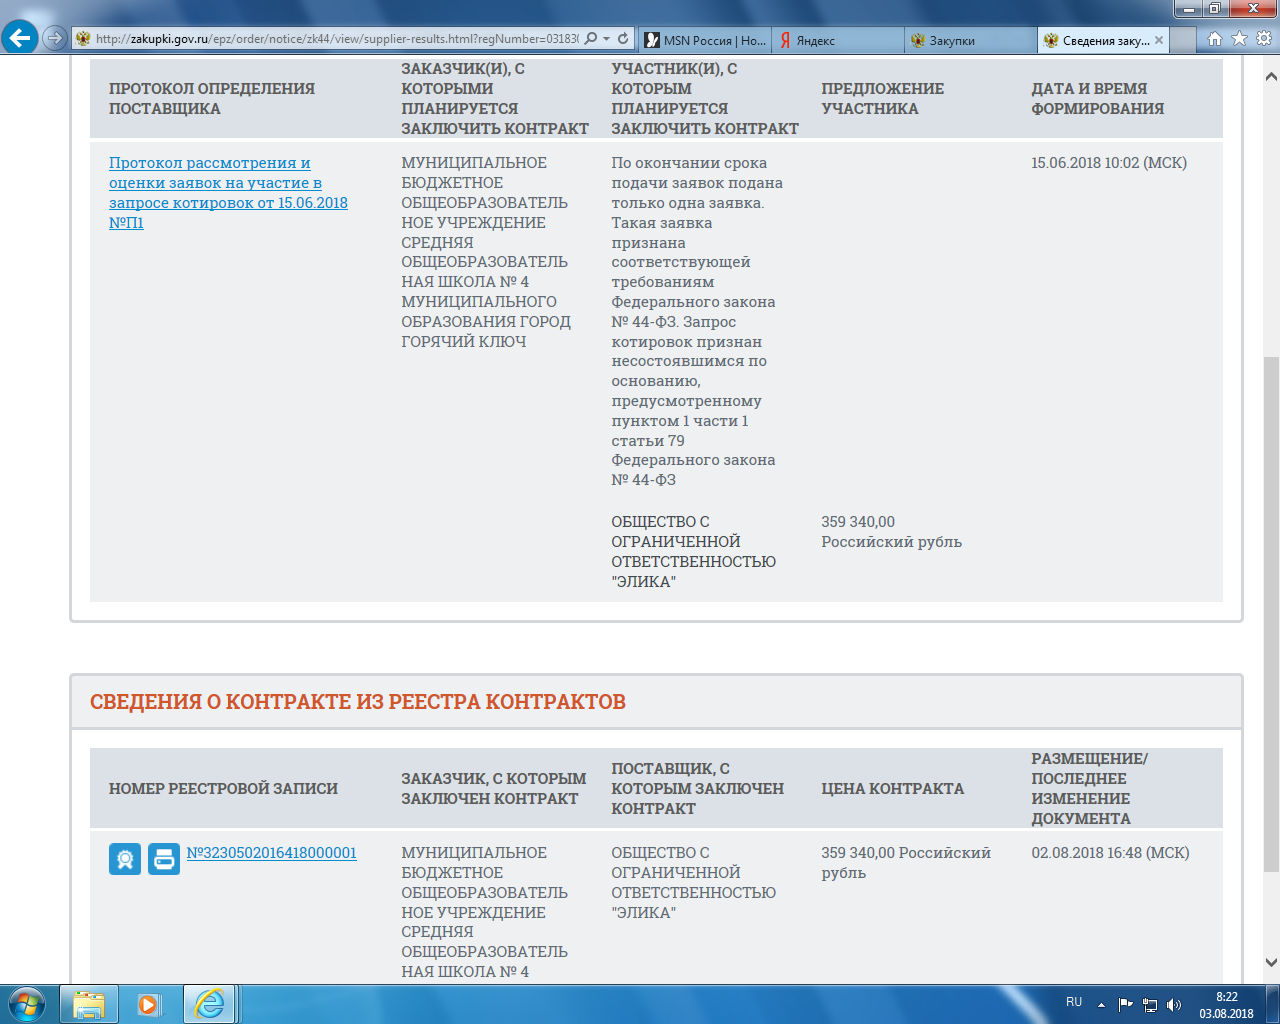 http://zakupki.gov.ru/epz/order/notice/zk44/view/supplier-results.html?regNumber=03183(
MSN Россия | Но...
Яндекс
Закупки
Сведения заку...
ПРОТОКОЛ ОПРЕДЕЛЕНИЯ
ПОСТАВЩИКА
ЗАКАЗЧИК(И), С
КОТОРЫМИ
ПЛАНИРУЕТСЯ
ЗАКЛЮЧИТЬ КОНТРАКТ
УЧАСТНИК(И), С
КОТОРЫМ
ПЛАНИРУЕТСЯ
ЗАКЛЮЧИТЬ КОНТРАКТ
ПРЕДЛОЖЕНИЕ
УЧАСТНИКА
ДАТА И ВРЕМЯ
ФОРМИРОВАНИЯ
Протокол рассмотрения и
оценки заявок на участие в
запросе котировок от 15.06.2018
№П1
МУНИЦИПАЛЬНОЕ
БЮДЖЕТНОЕ
ОБЩЕОБРАЗОВАТЕЛЬ
НОЕ УЧРЕЖДЕНИЕ
СРЕДНЯЯ
ОБЩЕОБРАЗОВАТЕЛЬ
НАЯ ШКОЛА № 4
МУНИЦИПАЛЬНОГО
ОБРАЗОВАНИЯ ГОРОД
ГОРЯЧИЙ КЛЮЧ
По окончании срока
подачи заявок подана
только одна заявка.
Такая заявка
признана
соответствующей
требованиям
Федерального закона
№ 44-ФЗ. Запрос
котировок признан
несостоявшимся по
основанию,
предусмотренному
пунктом 1 части 1
статьи 79
Федерального закона
№ 44-ФЗ
15.06.2018 10:02 (МСК)
ОБЩЕСТВО С
ОГРАНИЧЕННОЙ
ОТВЕТСТВЕННОСТЬЮ
"ЭЛИКА"
359 340,00
Российский рубль
СВЕДЕНИЯ О КОНТРАКТЕ ИЗ РЕЕСТРА КОНТРАКТОВ
НОМЕР РЕЕСТРОВОЙ ЗАПИСИ
ЗАКАЗЧИК, С КОТОРЫМ
ЗАКЛЮЧЕН КОНТРАКТ
ПОСТАВЩИК, С
КОТОРЫМ ЗАКЛЮЧЕН
КОНТРАКТ
ЦЕНА КОНТРАКТА
РАЗМЕЩЕНИЕ/
ПОСЛЕДНЕЕ
ИЗМЕНЕНИЕ
ДОКУМЕНТА
№3230502016418000001
МУНИЦИПАЛЬНОЕ
БЮДЖЕТНОЕ
ОБЩЕОБРАЗОВАТЕЛЬ
НОЕ УЧРЕЖДЕНИЕ
СРЕДНЯЯ
ОБЩЕОБРАЗОВАТЕЛЬ
НАЯ ШКОЛА № 4
ОБЩЕСТВО С
ОГРАНИЧЕННОЙ
ОТВЕТСТВЕННОСТЬЮ
"ЭЛИКА"
359 340,00 Российский
рубль
02.08.2018 16:48 (МСК)
RU
8:22
03.08.2018